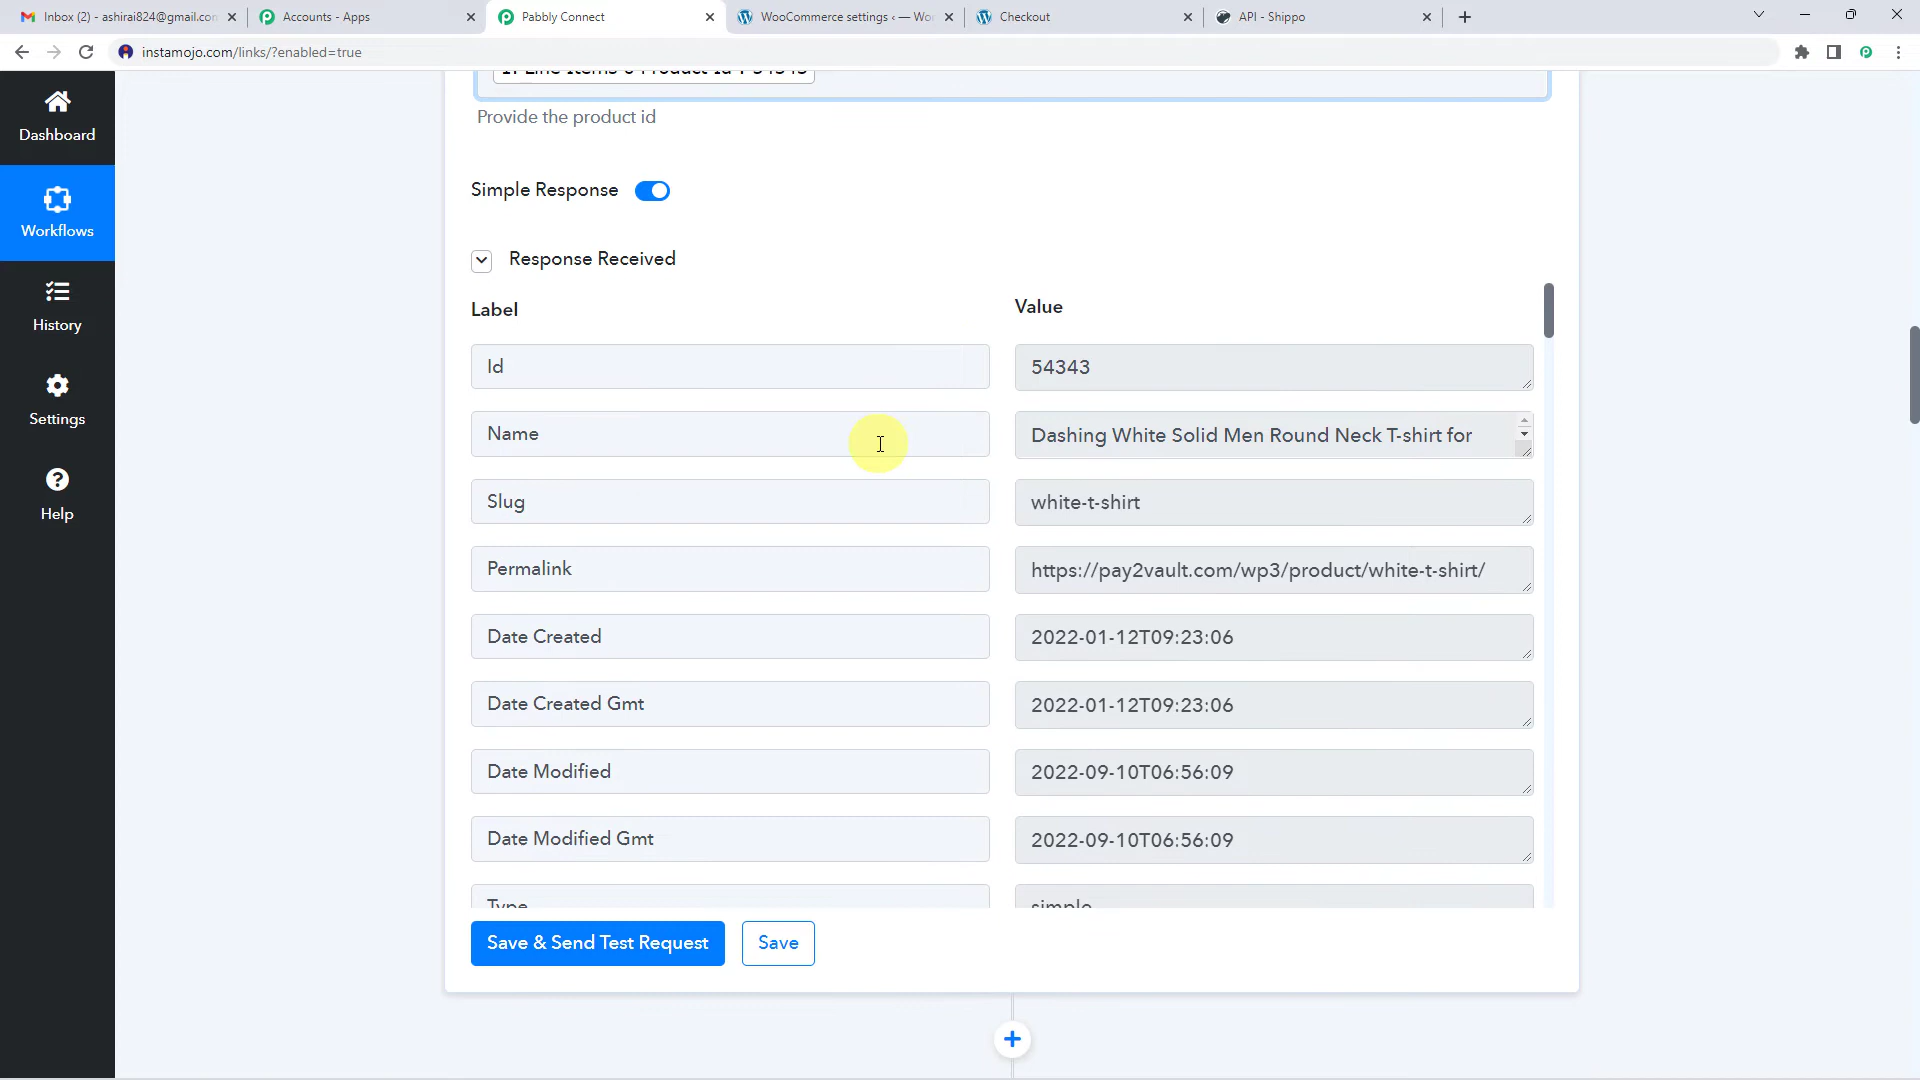 Inbox (2) - ashirai824@gmail.con
Accounts - Apps
Pabbly Connect
WooCommerce settings ‹ — Wo
Checkout
API - Shippo
instamojo.com/links/?enabled=true
Dashboard
Workflows
History
Settings
Help
Provide the product id
Simple Response
Response Received
Label
Value
Id
54343
Name
Dashing White Solid Men Round Neck T-shirt for
Slug
white-t-shirt
Permalink
https://pay2vault.com/wp3/product/white-t-shirt/
Date Created
2022-01-12T09:23:06
Date Created Gmt
2022-01-12T09:23:06
Date Modified
2022-09-10T06:56:09
Date Modified Gmt
2022-09-10T06:56:09
Type
simple
Save & Send Test Request
Save